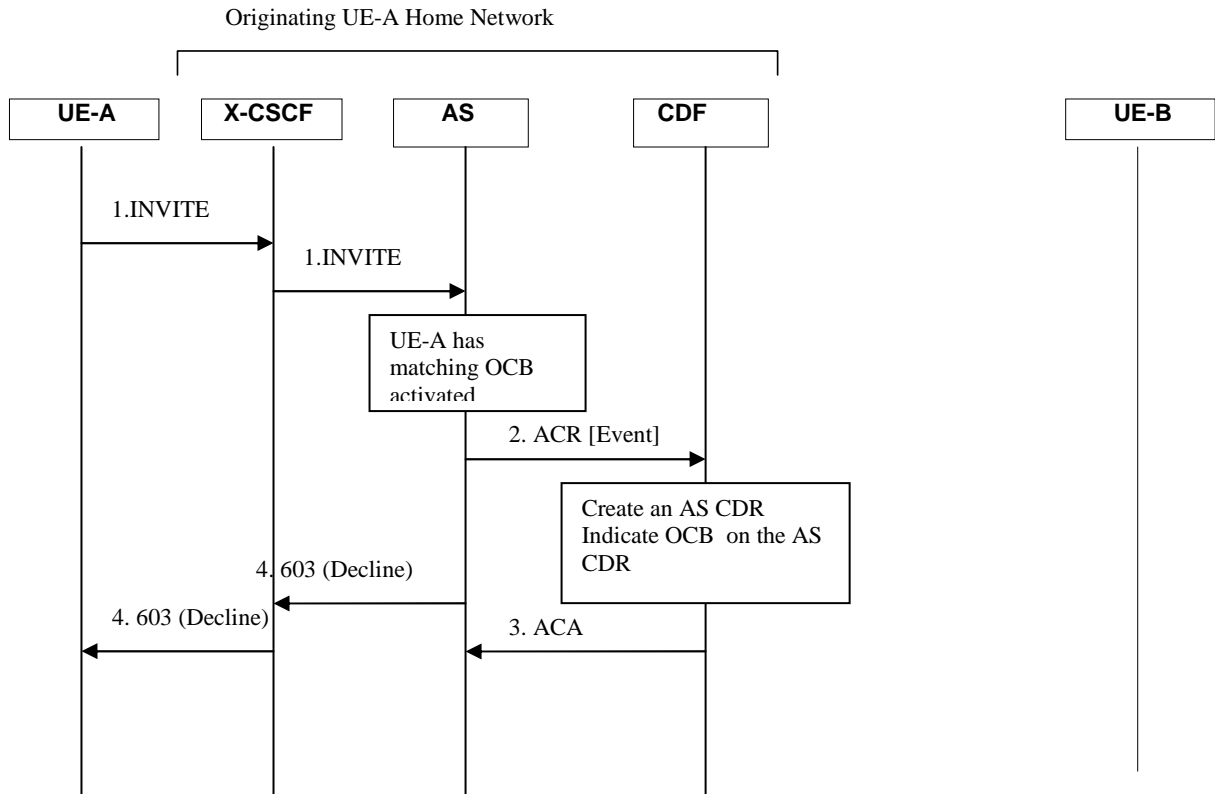 Originating UE-A Home Network
UE-A
X-CSCF
AS
CDF
UE-B
1.INVITE
1.INVITE
UE-A has
matching OCB
activated
2. ACR [Event]
Create an AS CDR
Indicate OCB on the AS
CDR
4. 603 (Decline)
4. 603 (Decline)
3. ACA